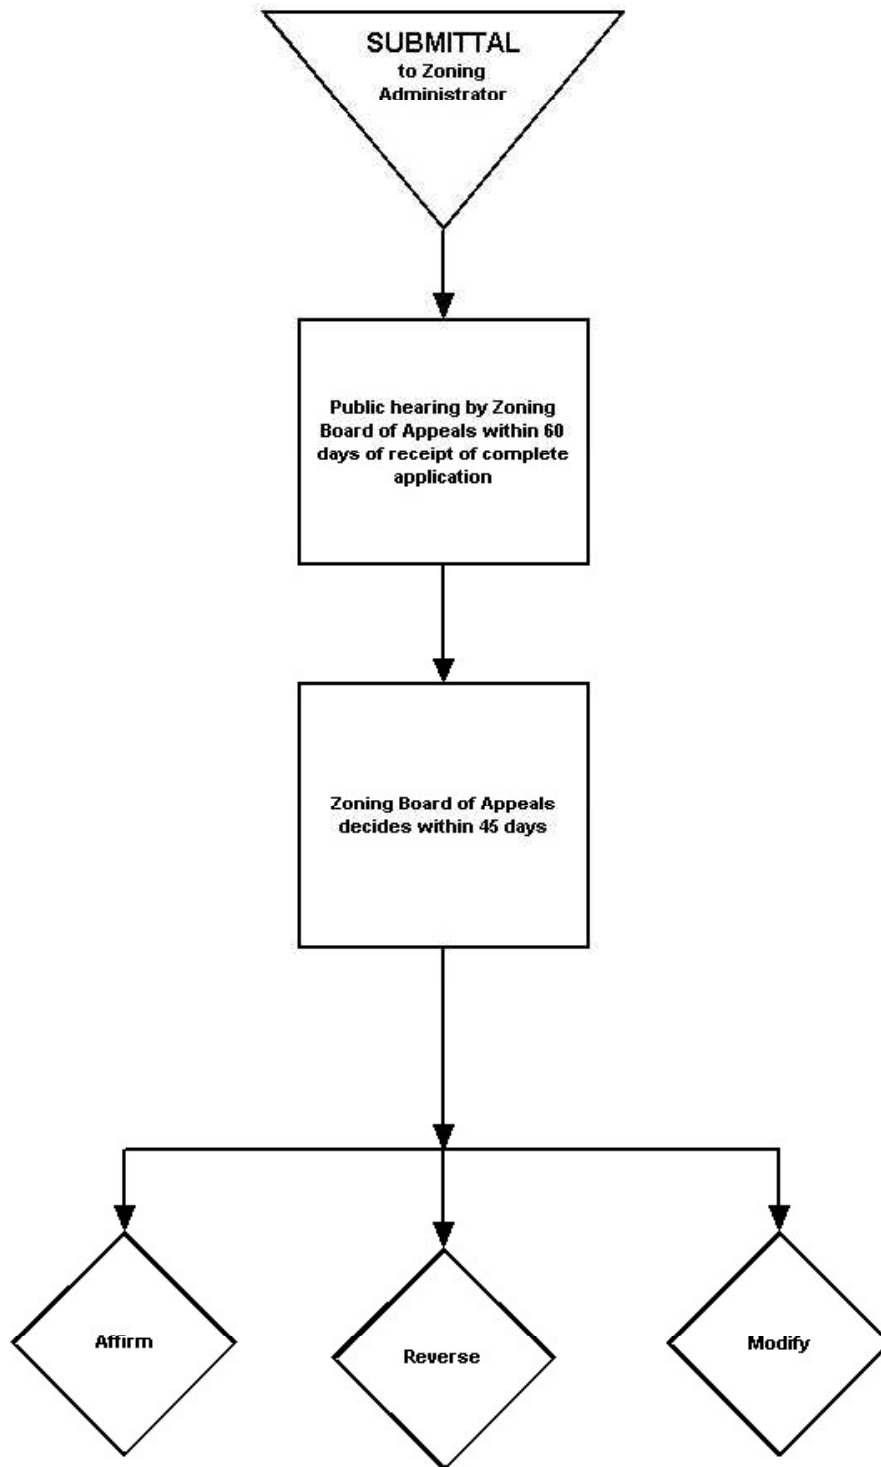 SUBMITTAL
to Zoning
Administrator
Public hearing by Zoning
Board of Appeals within 60
days of receipt of complete
application
Zoning Board of Appeals
decides within 45 days
Affirm
Reverse
Modify